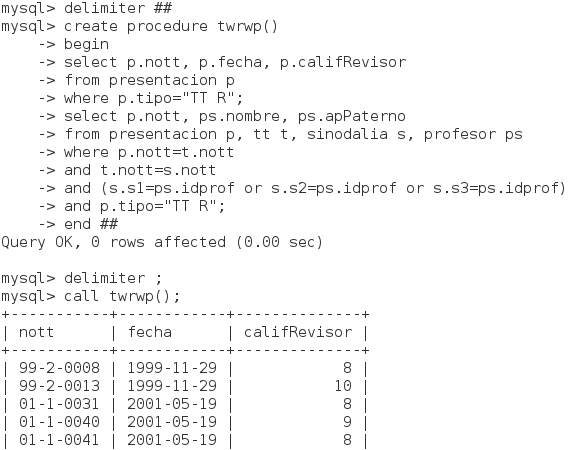 mysql> delimiter ##
mysql> create procedure twrwp()
    -> begin
    -> select p.nott, p.fecha, p.califRevisor
    -> from presentacion p
    -> where p.tipo="TT R";
    -> select p.nott, ps.nombre, ps.apPaterno
    -> from presentacion p, tt t, sinodalia s, profesor ps
    -> where p.nott=t.nott
    -> and t.nott=s.nott
    -> and (s.s1=ps.idprof or s.s2=ps.idprof or s.s3=ps.idprof)
    -> and p.tipo="TT R";
    -> end ##
Query OK, 0 rows affected (0.00 sec)

mysql> delimiter ;
mysql> call twrwp();
+-----------+------------+--------------+
| nott      | fecha      | califRevisor |
+-----------+------------+--------------+
| 99-2-0008 | 1999-11-29 |            8 |
| 99-2-0013 | 1999-11-29 |           10 |
| 01-1-0031 | 2001-05-19 |            8 |
| 01-1-0040 | 2001-05-19 |            9 |
| 01-1-0041 | 2001-05-19 |            8 |